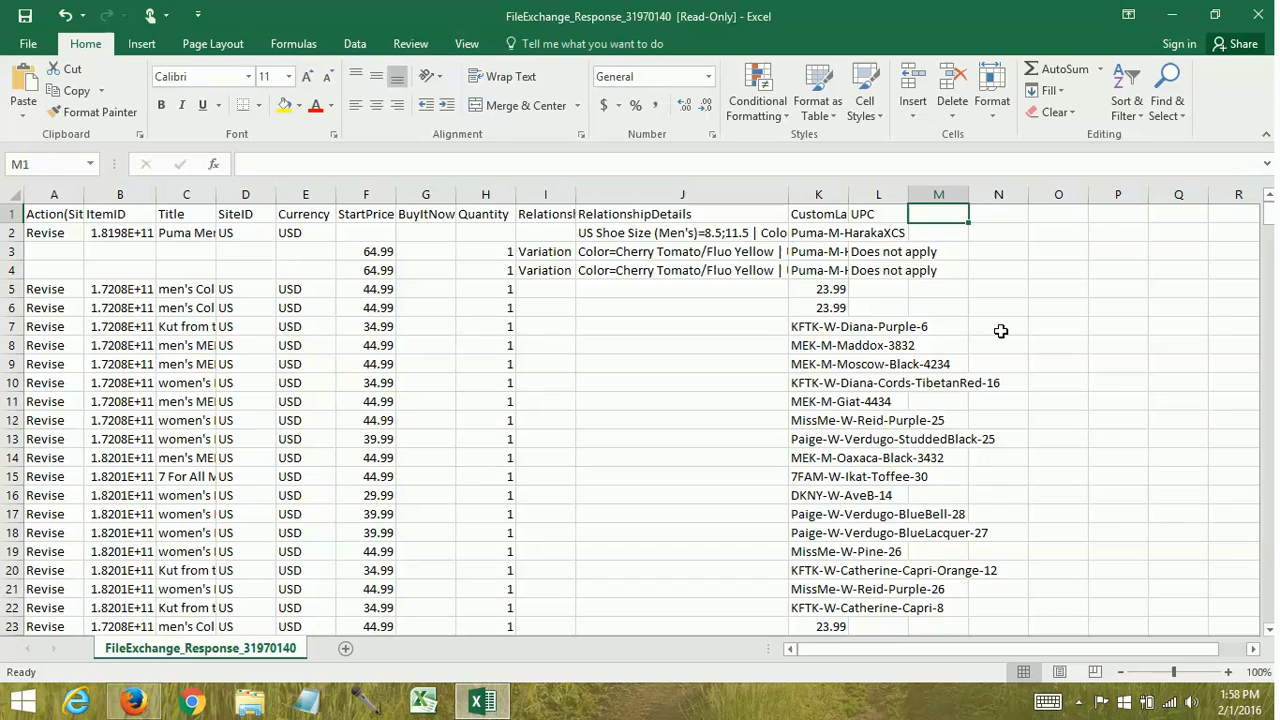 FileExchange_Response_31970140 [Read-Only] - Excel
File Home Insert Page Layout Formulas Data Review View Tell me what you want to do Sign in Share
Paste Cut Copy Format Painter Clipboard
Calibri 11 B I U A Font
Wrap Text Merge & Center Alignment
General $ % Number
Conditional Formatting Format as Table Cell Styles Styles
Insert Delete Format Cells
AutoSum Fill Clear Sort & Filter Find & Select Editing
M1 fx
A B C D E F G H I J K L M N O P Q R
1 Action(Sit ItemID Title SiteID Currency StartPrice BuyItNow Quantity Relationsl RelationshipDetails CustomLa UPC
2 Revise 1.8198E+11 Puma Men US USD US Shoe Size (Men's)=8.5;11.5 | Colo Puma-M-HarakaXCS
3 64.99 1 Variation Color=Cherry Tomato/Fluo Yellow | Puma-M-H Does not apply
4 64.99 1 Variation Color=Cherry Tomato/Fluo Yellow | Puma-M-H Does not apply
5 Revise 1.7208E+11 men's Col US USD 44.99 1 23.99
6 Revise 1.7208E+11 men's Col US USD 44.99 1 23.99
7 Revise 1.7208E+11 Kut from t US USD 34.99 1 KFTK-W-Diana-Purple-6
8 Revise 1.7208E+11 men's ME US USD 44.99 1 MEK-M-Maddox-3832
9 Revise 1.7208E+11 men's ME US USD 44.99 1 MEK-M-Moscow-Black-4234
10 Revise 1.7208E+11 women's US USD 34.99 1 KFTK-W-Diana-Cords-TibetanRed-16
11 Revise 1.7208E+11 men's ME US USD 44.99 1 MEK-M-Giat-4434
12 Revise 1.7208E+11 women's US USD 44.99 1 MissMe-W-Reid-Purple-25
13 Revise 1.7208E+11 women's US USD 39.99 1 Paige-W-Verdugo-StuddedBlack-25
14 Revise 1.8201E+11 men's ME US USD 44.99 1 MEK-M-Oaxaca-Black-3432
15 Revise 1.8201E+11 7 For All M US USD 44.99 1 7FAM-W-Ikat-Toffee-30
16 Revise 1.8201E+11 women's US USD 29.99 1 DKNY-W-AveB-14
17 Revise 1.8201E+11 women's US USD 39.99 1 Paige-W-Verdugo-BlueBell-28
18 Revise 1.8201E+11 women's US USD 39.99 1 Paige-W-Verdugo-BlueLacquer-27
19 Revise 1.8201E+11 women's US USD 44.99 1 MissMe-W-Pine-26
20 Revise 1.8201E+11 Kut from t US USD 34.99 1 KFTK-W-Catherine-Capri-Orange-12
21 Revise 1.8201E+11 women's US USD 44.99 1 MissMe-W-Reid-Purple-26
22 Revise 1.8201E+11 Kut from t US USD 34.99 1 KFTK-W-Catherine-Capri-8
23 Revise 1.8201E+11 men's Col US USD 44.99 1 23.99
FileExchange_Response_31970140
Ready 100%
1:58 PM
2/1/2016